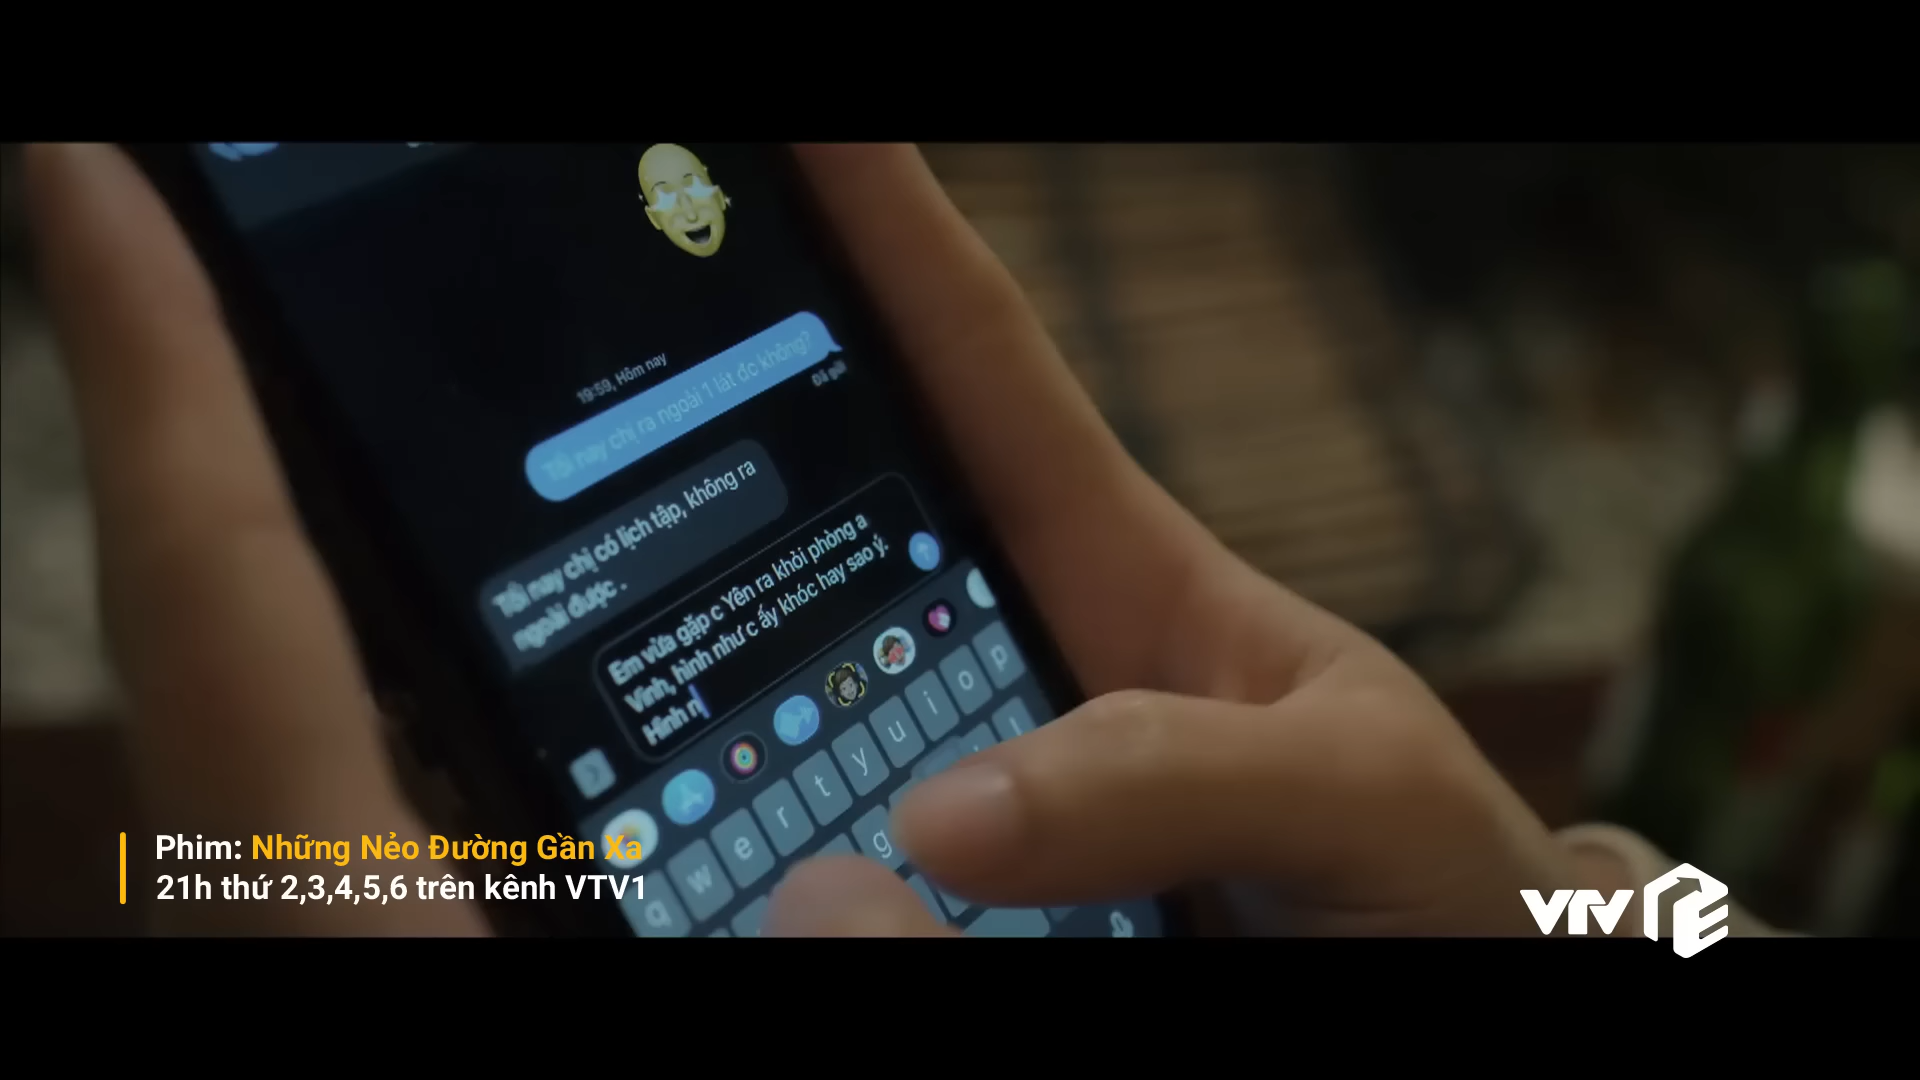 19:59, Hôm nay
Tối nay chị ra ngoài 1 lát đc không?
Đã gửi
Tối nay chị có lịch tập, không ra
ngoài được .
Em vừa gặp c Yên ra khỏi phòng a
Vĩnh, hình như c ấy khóc hay sao ý.
Hình n
q w e r t y u i o p
g
Phim: Những Nẻo Đường Gần Xa
21h thứ 2,3,4,5,6 trên kênh VTV1
VTV E